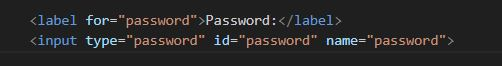 <label for="password">Password:</label>
<input type="password" id="password" name="password">